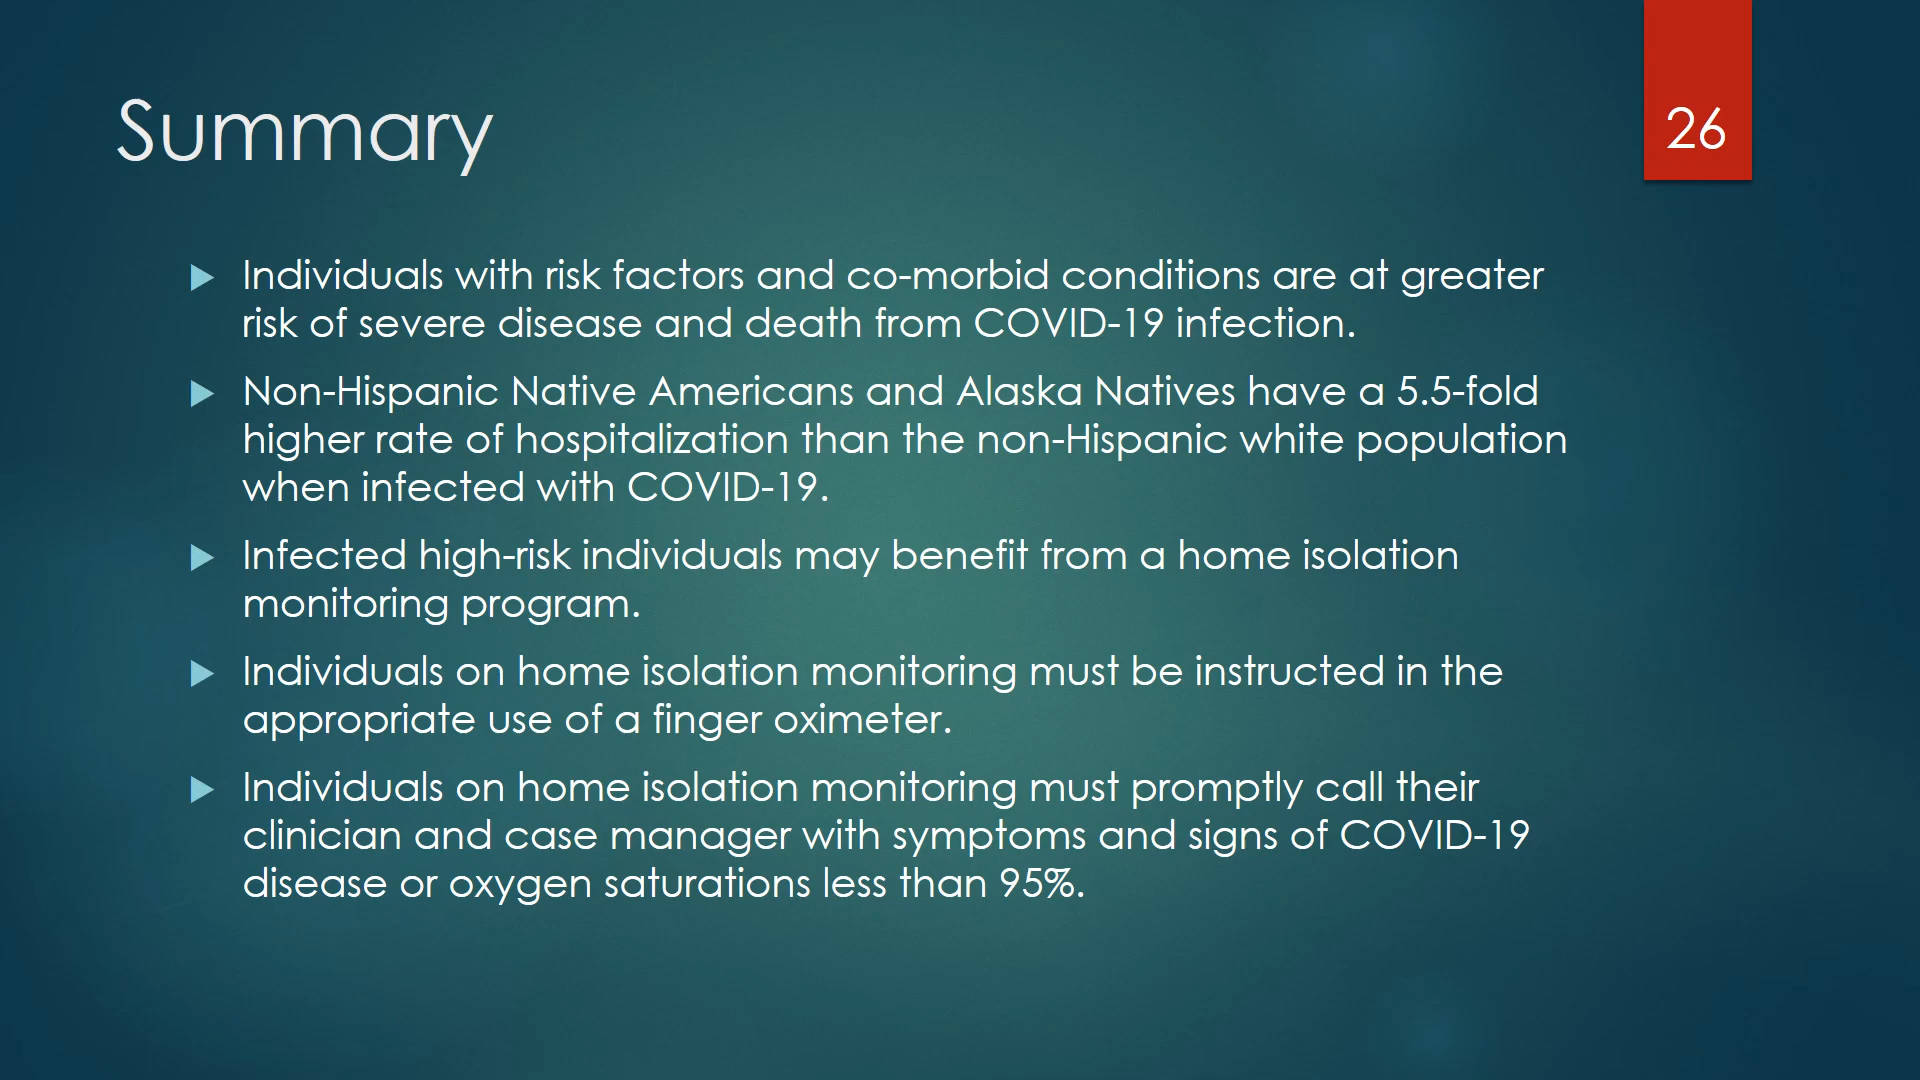 Summary
26
Individuals with risk factors and co-morbid conditions are at greater
risk of severe disease and death from COVID-19 infection.
Non-Hispanic Native Americans and Alaska Natives have a 5.5-fold
higher rate of hospitalization than the non-Hispanic white population
when infected with COVID-19.
Infected high-risk individuals may benefit from a home isolation
monitoring program.
Individuals on home isolation monitoring must be instructed in the
appropriate use of a finger oximeter.
Individuals on home isolation monitoring must promptly call their
clinician and case manager with symptoms and signs of COVID-19
disease or oxygen saturations less than 95%.